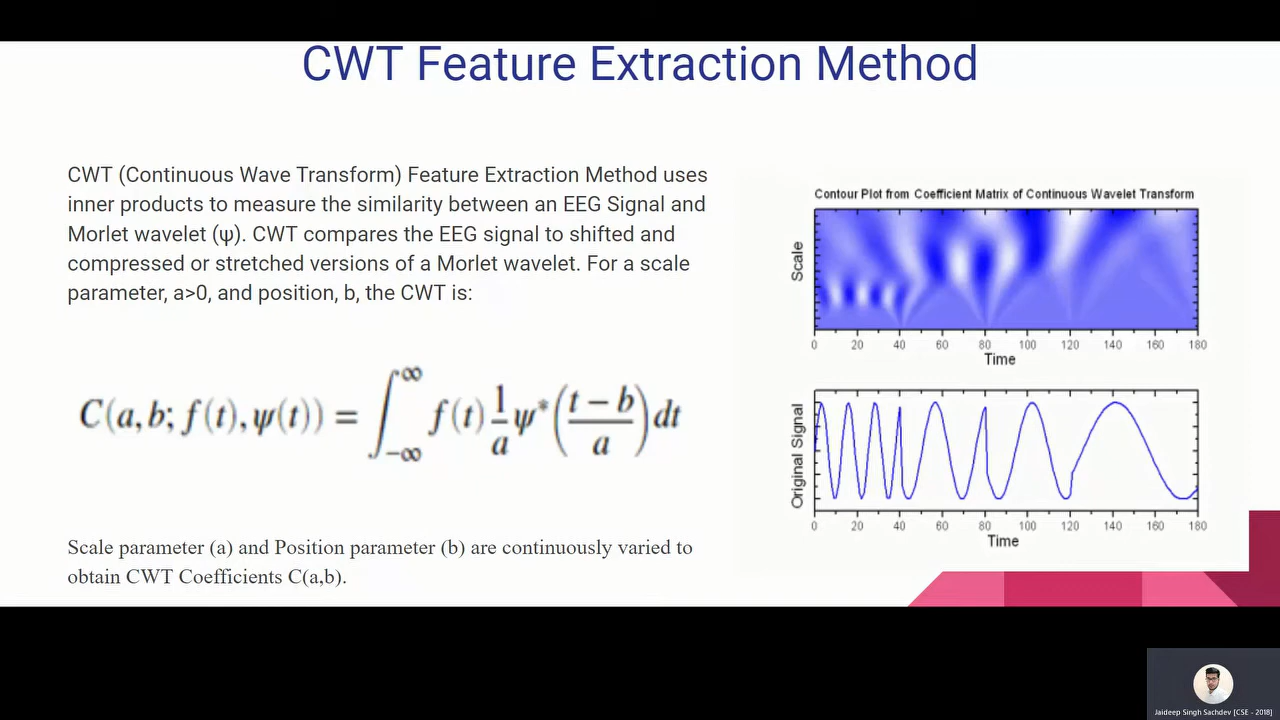 CWT Feature Extraction Method
CWT (Continuous Wave Transform) Feature Extraction Method uses
inner products to measure the similarity between an EEG Signal and
Morlet wavelet (ψ). CWT compares the EEG signal to shifted and
compressed or stretched versions of a Morlet wavelet. For a scale
parameter, a>0, and position, b, the CWT is:
C(a,b; f(t),ψ(t)) = ∫_{-∞}^{∞} f(t) 1/a ψ*((t−b)/a) dt
Scale parameter (a) and Position parameter (b) are continuously varied to
obtain CWT Coefficients C(a,b).
Contour Plot from Coefficient Matrix of Continuous Wavelet Transform
Scale
0 20 40 60 80 100 120 140 160 180
Time
Original Signal
0 20 40 60 80 100 120 140 160 180
Time
Jaideep Singh Sachdev [CSE - 2018]